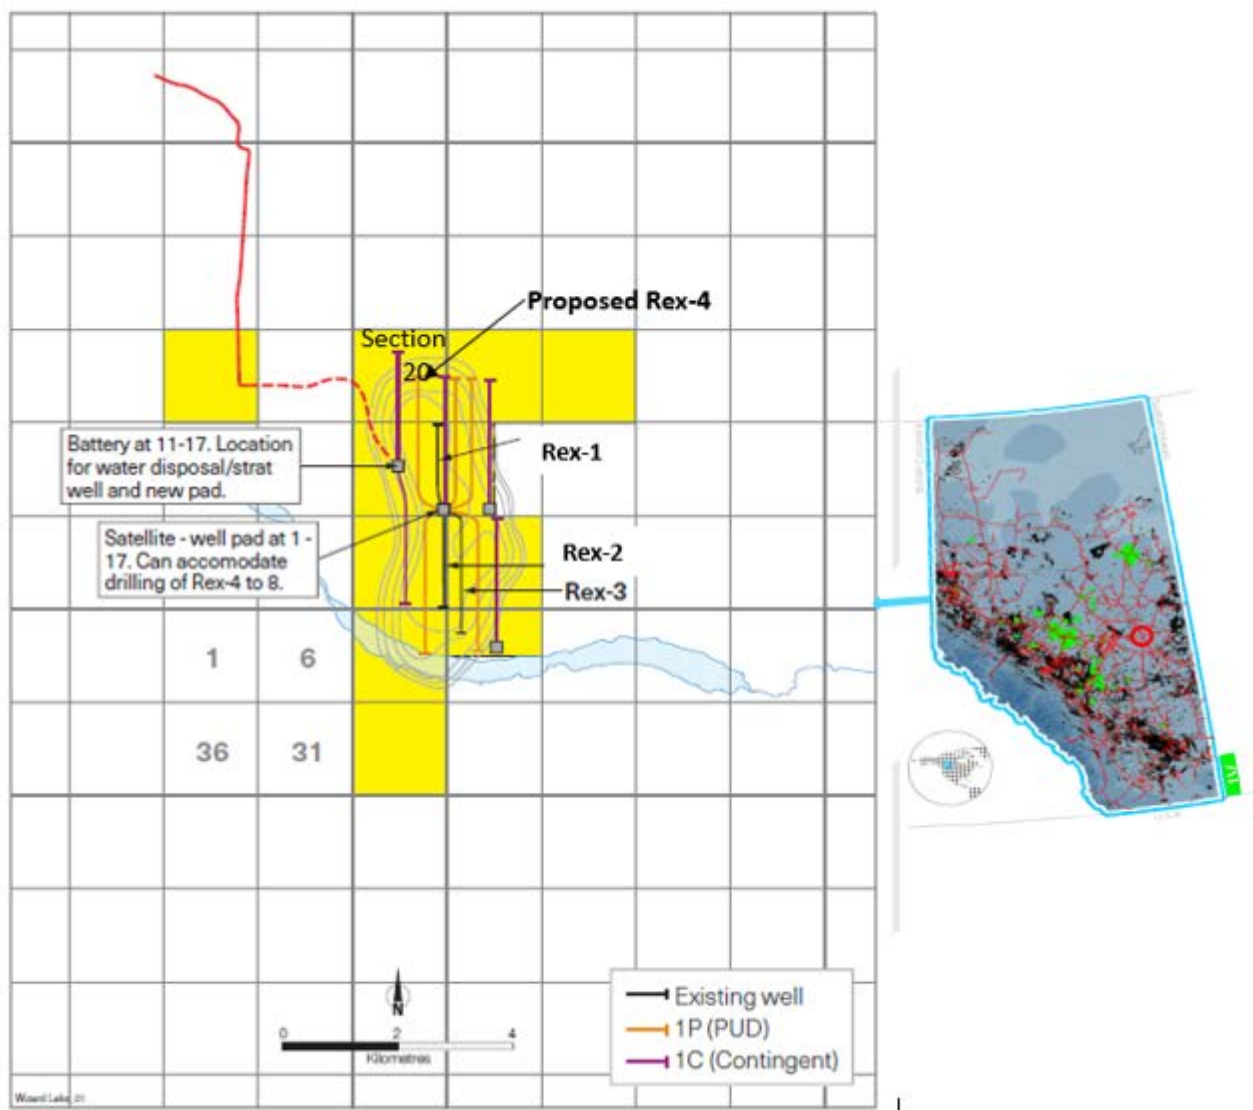 Proposed Rex-4
Section
20
Battery at 11-17. Location
for water disposal/strat
well and new pad.
Rex-1
Satellite - well pad at 1 -
17. Can accomodate
drilling of Rex-4 to 8.
Rex-2
Rex-3
1
6
36
31
N
0
2
4
Kilometres
Existing well
1P (PUD)
1C (Contingent)
Wizard Lake_01